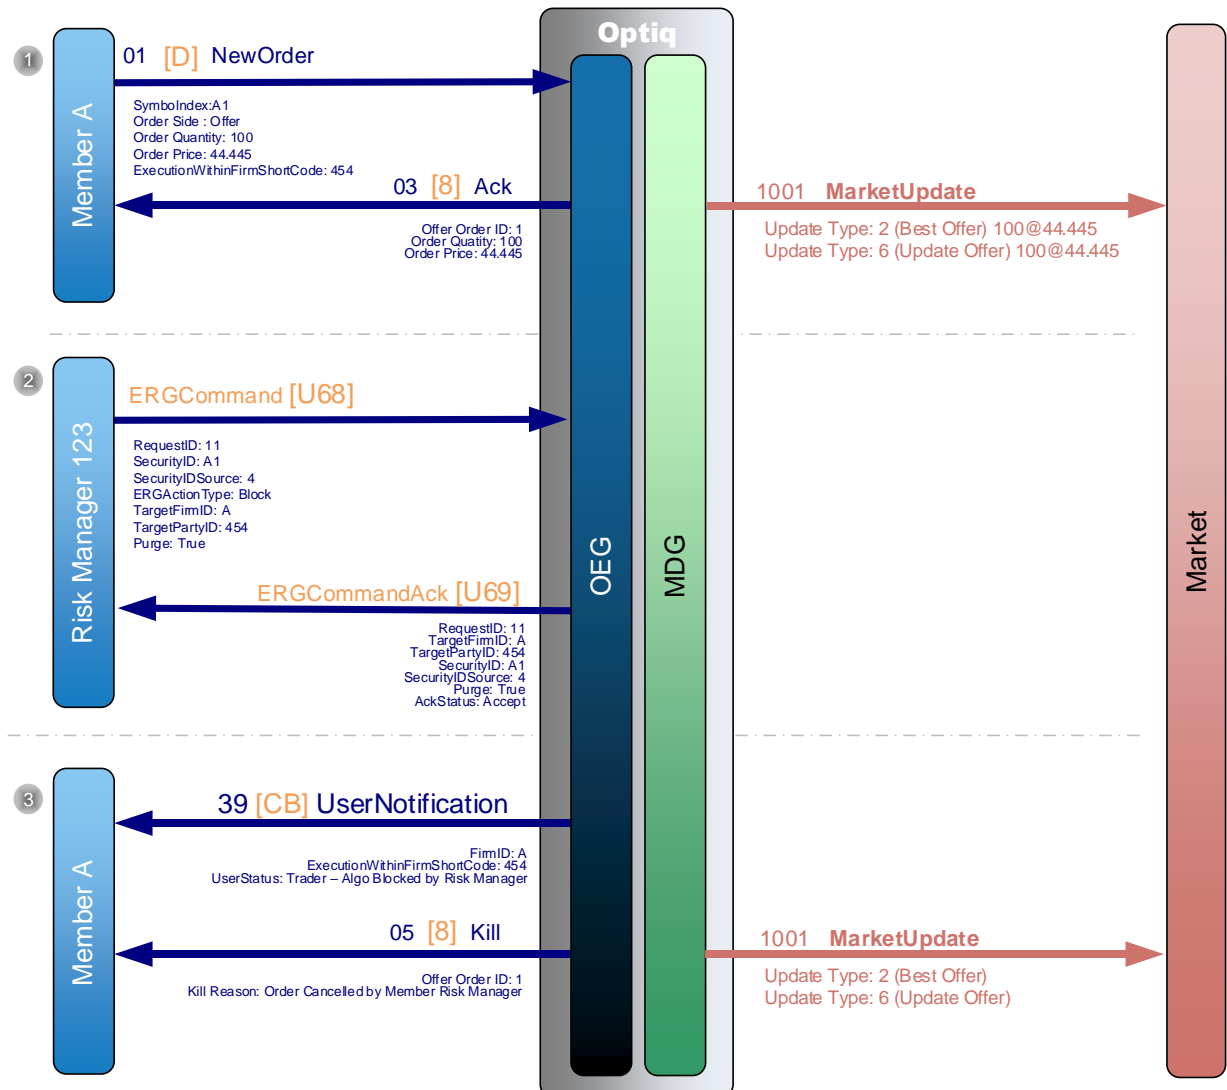 Optiq
1
Member A
01 [D] NewOrder
SymbolIndex:A1
Order Side : Offer
Order Quantity: 100
Order Price: 44.445
ExecutionWithinFirmShortCode: 454
03 [8] Ack
Offer Order ID: 1
Order Quatity: 100
Order Price: 44.445
1001 MarketUpdate
Update Type: 2 (Best Offer) 100@44.445
Update Type: 6 (Update Offer) 100@44.445
2
Risk Manager 123
ERGCommand [U68]
RequestID: 11
SecurityID: A1
SecurityIDSource: 4
ERGActionType: Block
TargetFirmID: A
TargetPartyID: 454
Purge: True
ERGCommandAck [U69]
RequestID: 11
TargetFirmID: A
TargetPartyID: 454
SecurityID: A1
SecurityIDSource: 4
Purge: True
AckStatus: Accept
OEG
MDG
Market
3
Member A
39 [CB] UserNotification
FirmID: A
ExecutionWithinFirmShortCode: 454
UserStatus: Trader – Algo Blocked by Risk Manager
05 [8] Kill
Offer Order ID: 1
Kill Reason: Order Cancelled by Member Risk Manager
1001 MarketUpdate
Update Type: 2 (Best Offer)
Update Type: 6 (Update Offer)